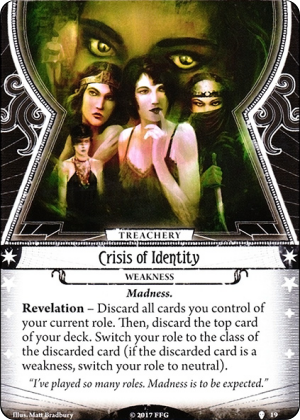 TREACHERY
Crisis of Identity
WEAKNESS
Madness.
Revelation – Discard all cards you control
of your current role. Then, discard the top card
of your deck. Switch your role to the class of
the discarded card (if the discarded card is a
weakness, switch your role to neutral).
"I've played so many roles. Madness is to be expected."
Illus. Matt Bradbury
© 2017 FFG
19